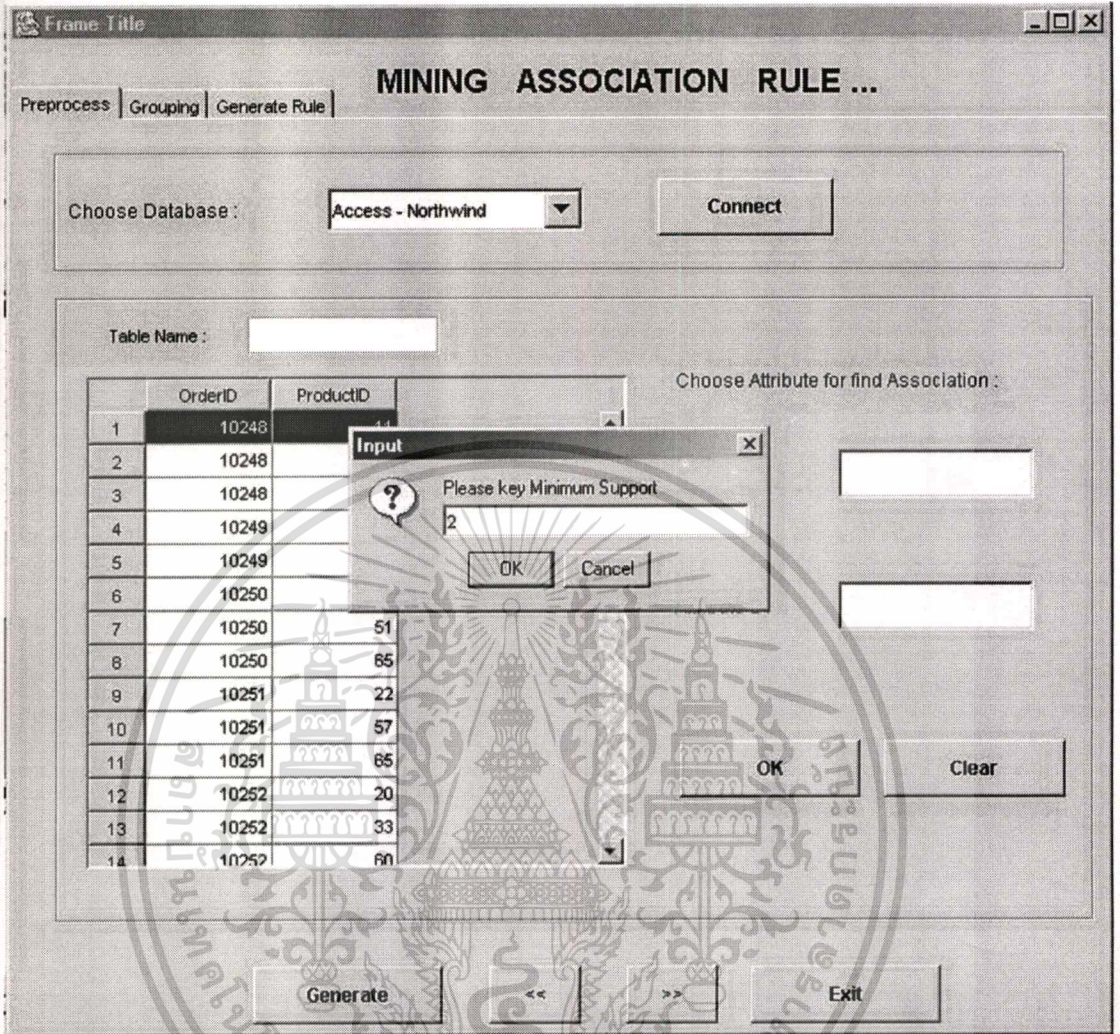 Frame Title
MINING ASSOCIATION RULE ...
Preprocess Grouping Generate Rule
Choose Database : Access - Northwind Connect
Table Name :
Choose Attribute for find Association :
OrderID ProductID
1 10248 11
2 10248
3 10248
4 10249
5 10249
6 10250
7 10250 51
8 10250 65
9 10251 22
10 10251 57
11 10251 65
12 10252 20
13 10252 33
14 10252 60
Input
Please key Minimum Support
2
OK Cancel
OK Clear
Generate << >> Exit